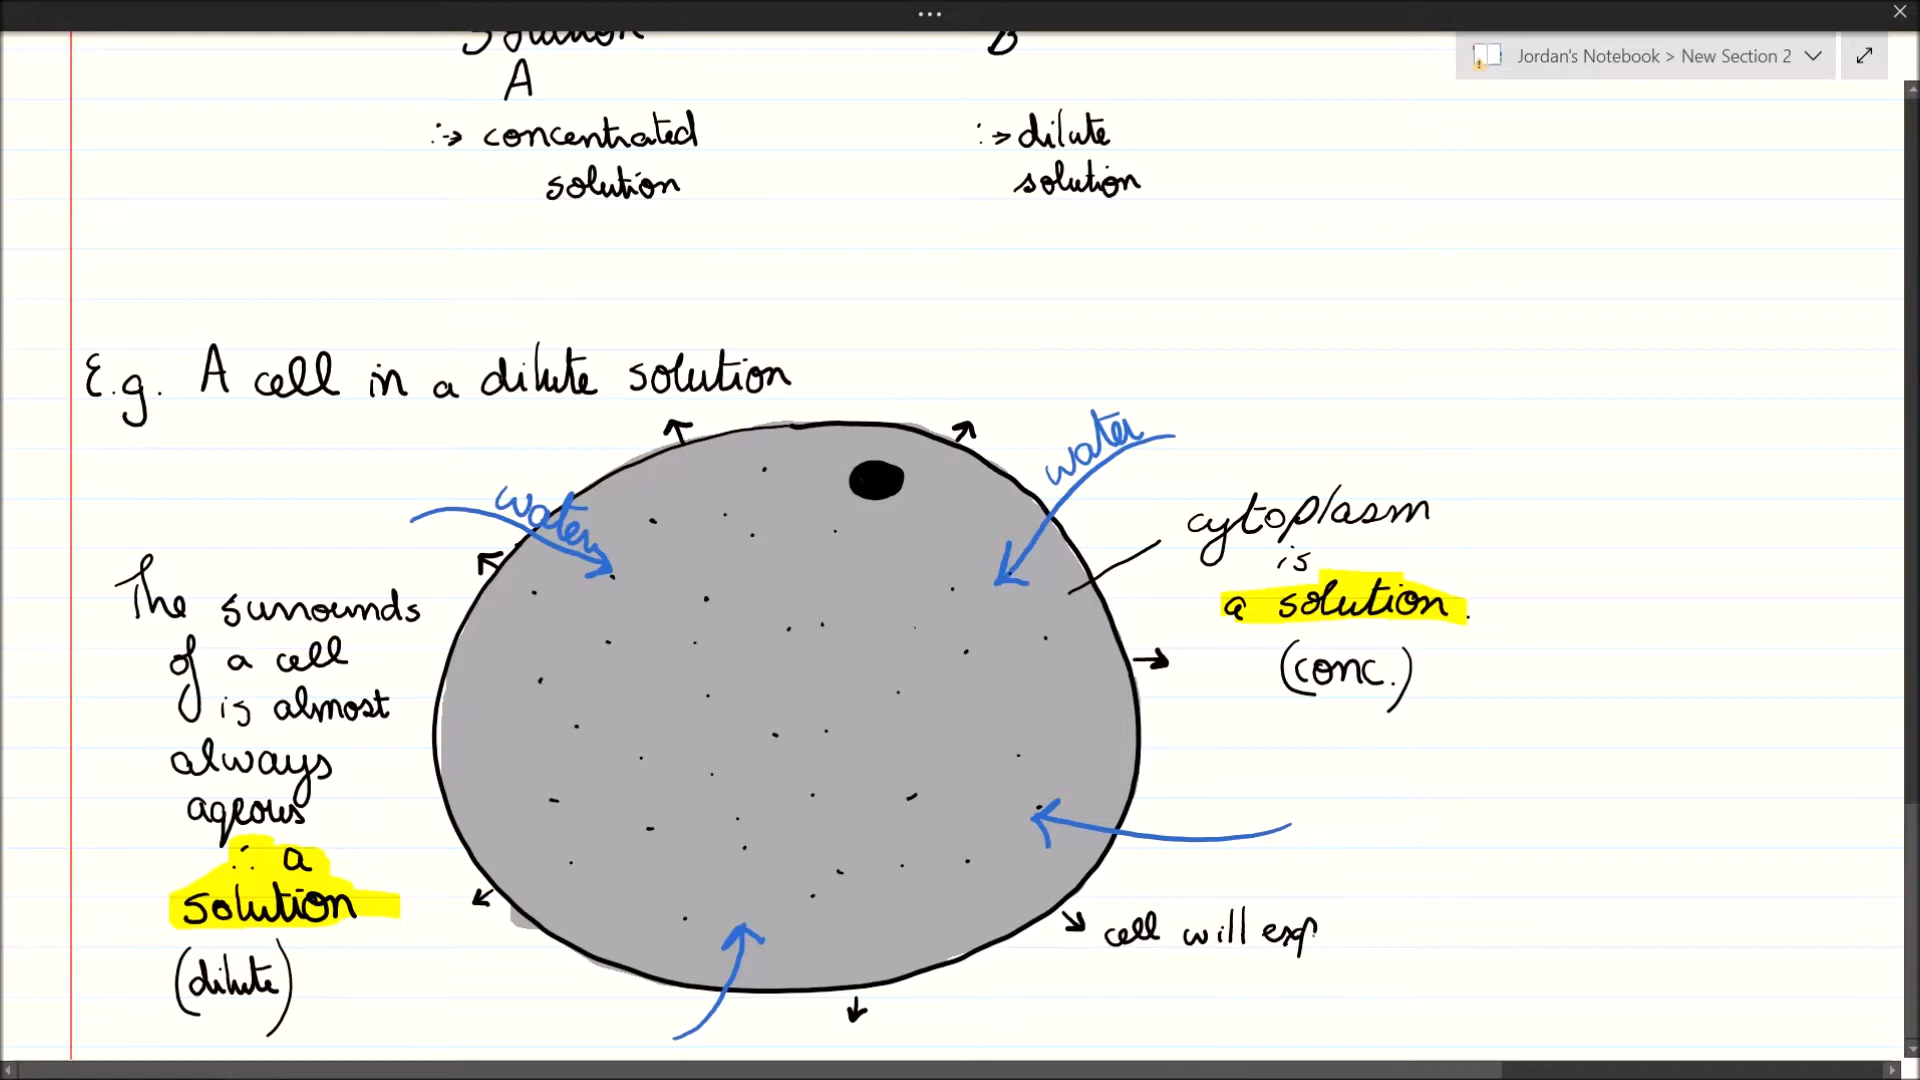 Jordan's Notebook > New Section 2
B
A
∴→ concentrated
solution
∴→ dilute
solution
E.g. A cell in a dilute solution
water
water
cytoplasm
is
a solution.
(conc.)
The surrounds
of a cell
is almost
always
aqeous
∴ a
solution
(dilute)
cell will exp